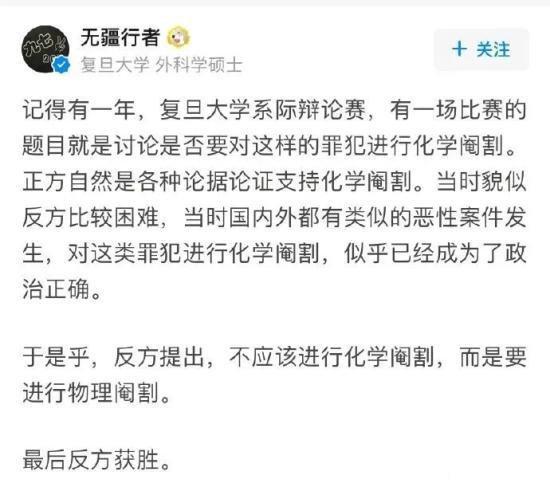 无疆行者
复旦大学 外科学硕士
+ 关注
记得有一年，复旦大学系际辩论赛，有一场比赛的
题目就是讨论是否要对这样的罪犯进行化学阉割。
正方自然是各种论据论证支持化学阉割。当时貌似
反方比较困难，当时国内外都有类似的恶性案件发
生，对这类罪犯进行化学阉割，似乎已经成为了政
治正确。
于是乎，反方提出，不应该进行化学阉割，而是要
进行物理阉割。
最后反方获胜。